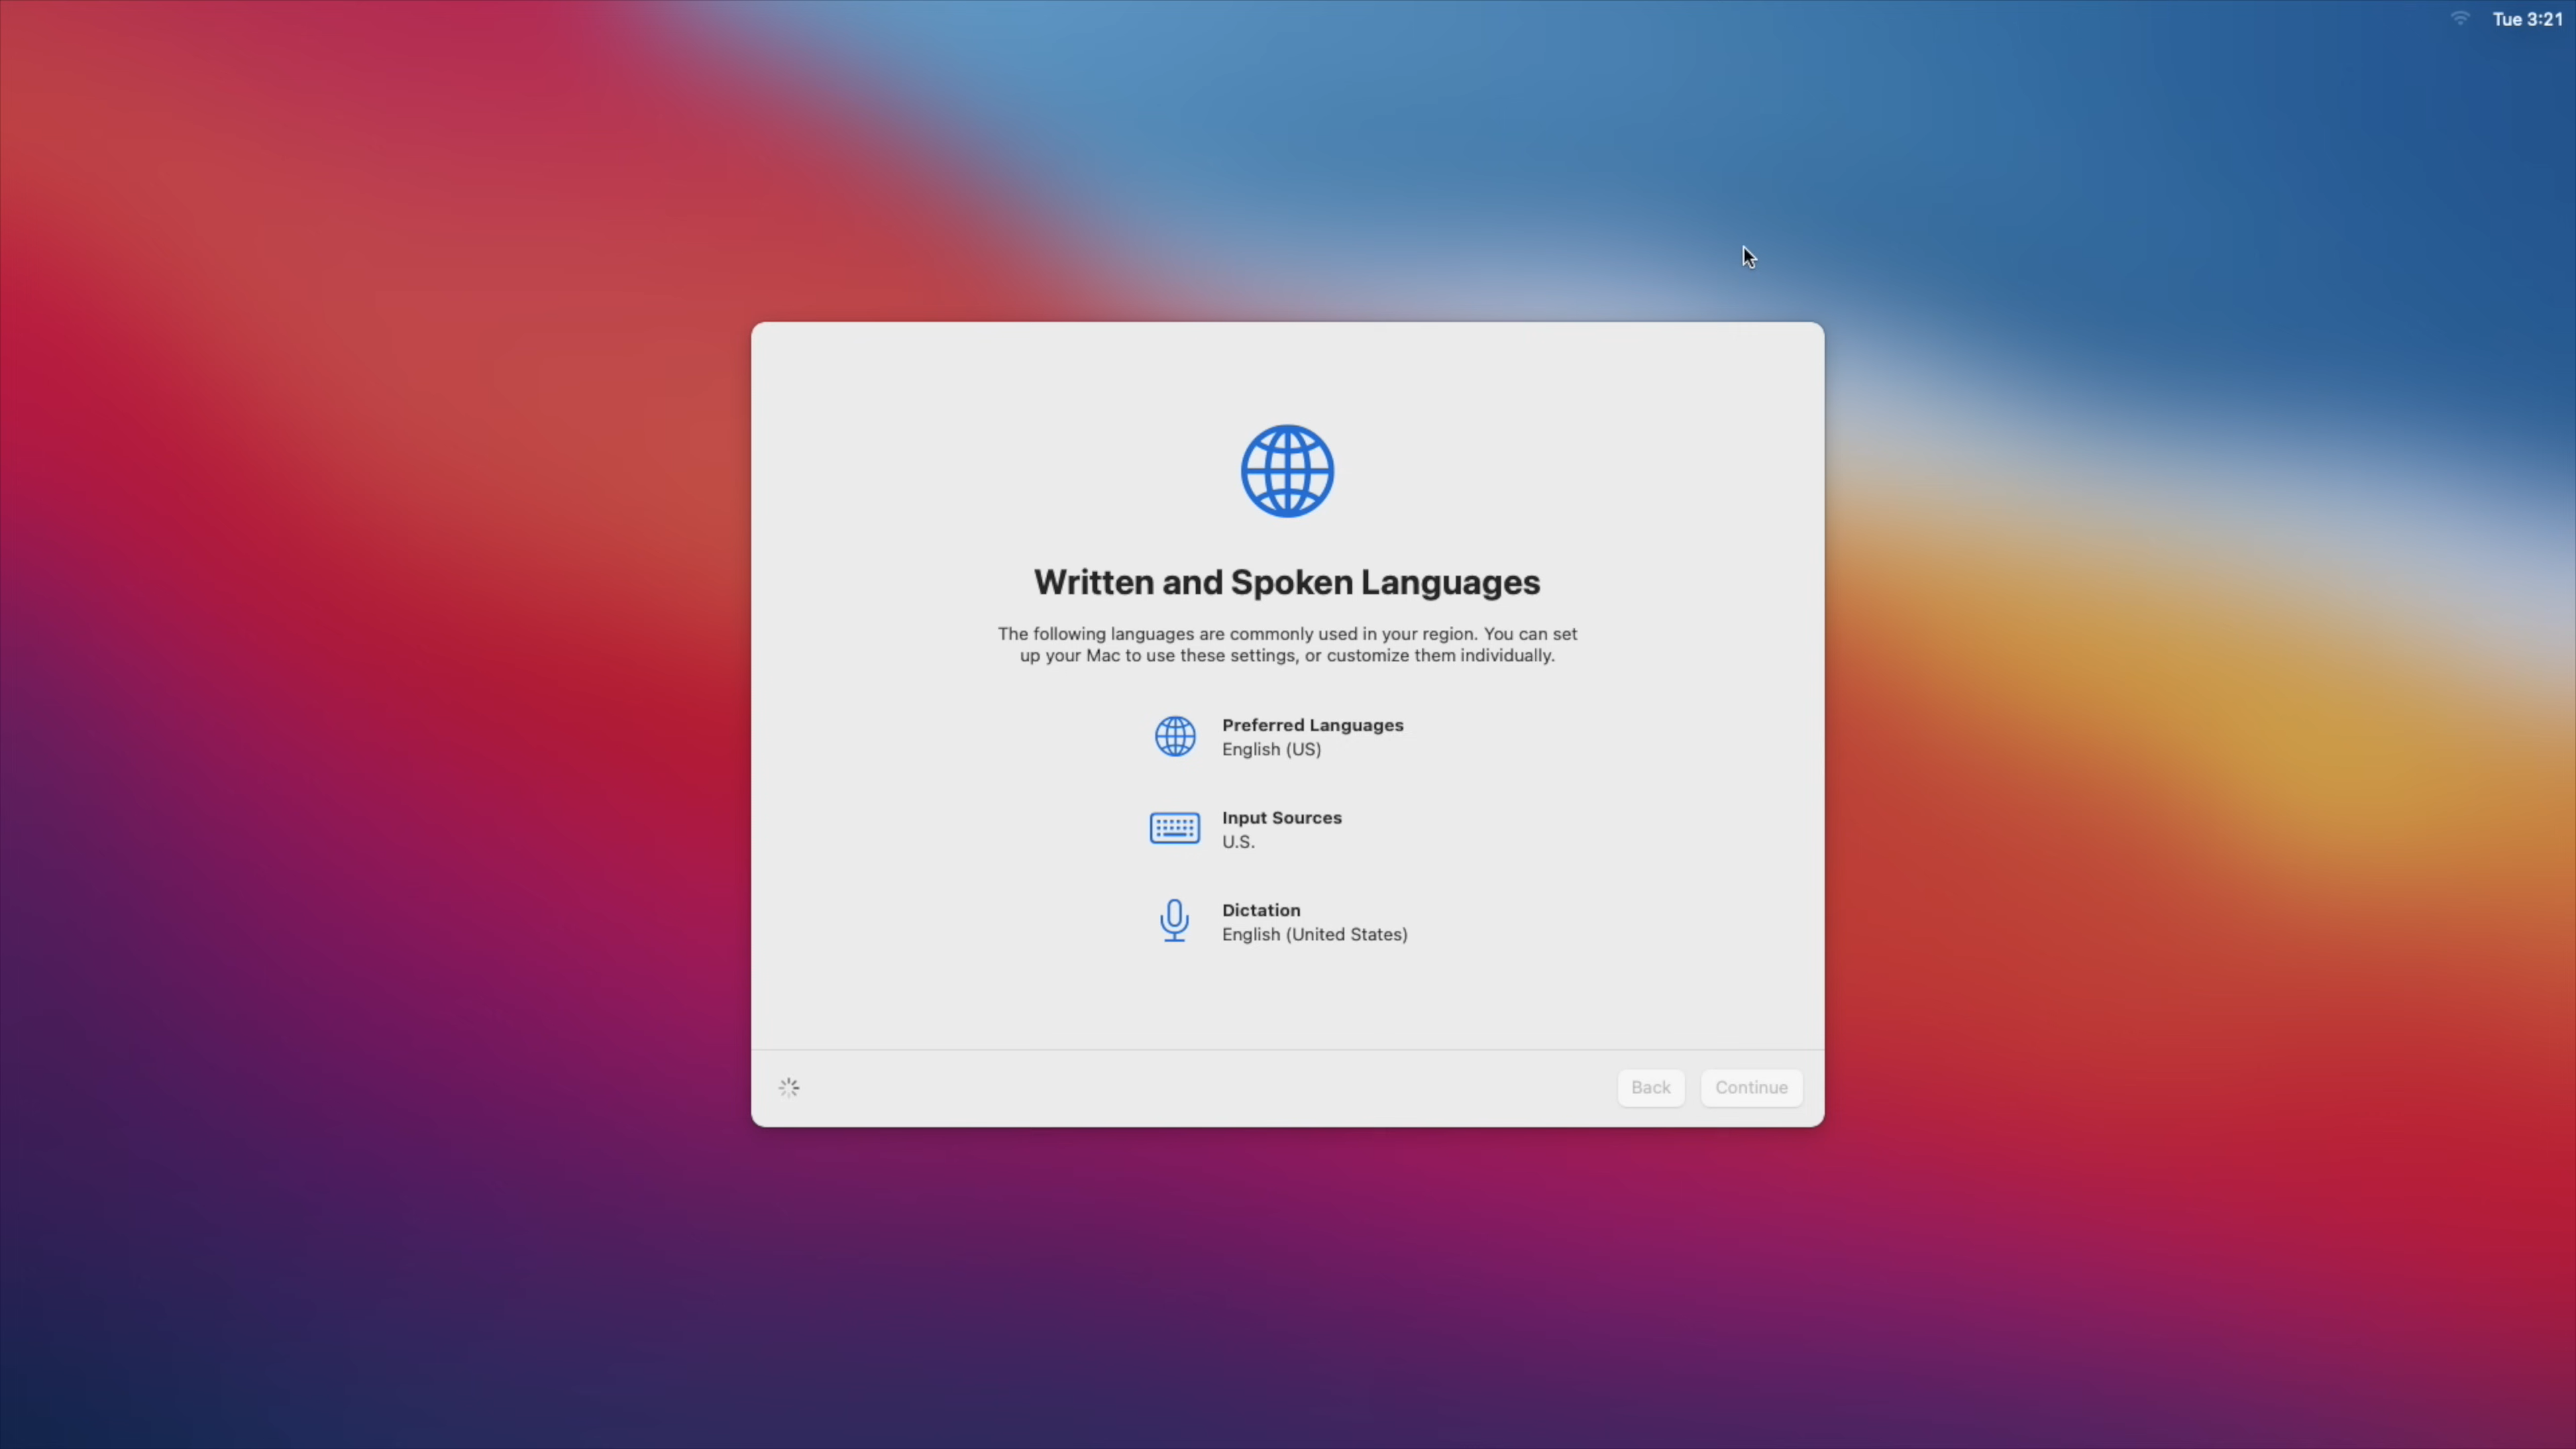 Tue 3:21
Written and Spoken Languages
The following languages are commonly used in your region. You can set
up your Mac to use these settings, or customize them individually.
Preferred Languages
English (US)
Input Sources
U.S.
Dictation
English (United States)
Back Continue